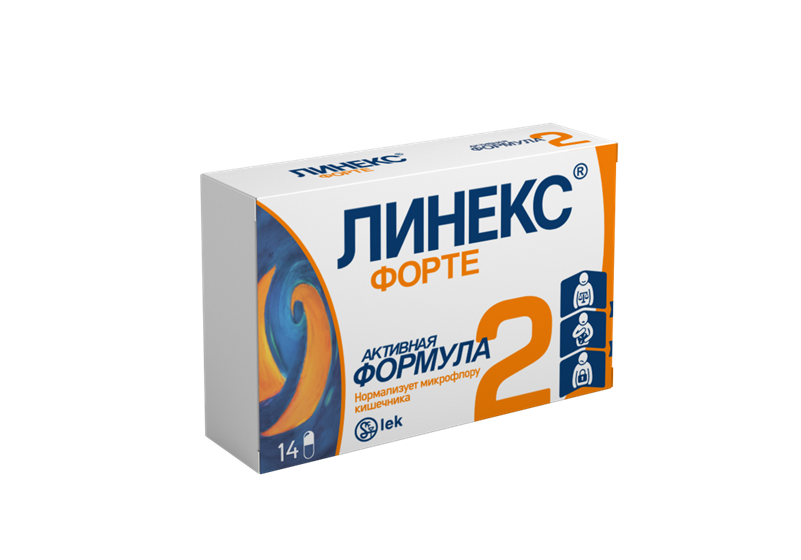 ЛИНЕКС®
ФОРТЕ
АКТИВНАЯ
ФОРМУЛА 2
ЛИНЕКС®
ФОРТЕ
АКТИВНАЯ
ФОРМУЛА 2
Нормализует микрофлору
кишечника
lek
14